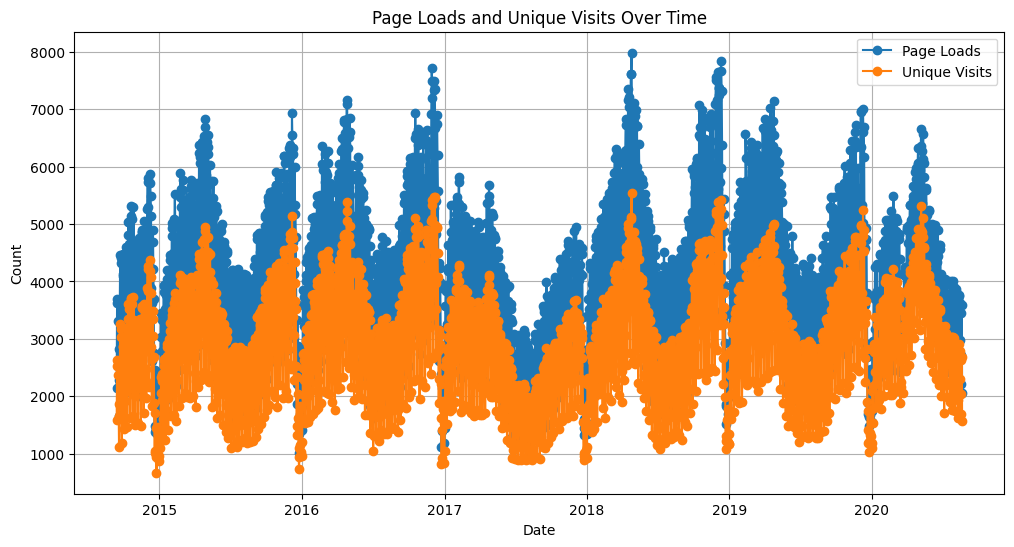 Page Loads and Unique Visits Over Time
Page Loads
Unique Visits
8000
7000
6000
5000
4000
3000
2000
1000
Count
2015
2016
2017
2018
2019
2020
Date